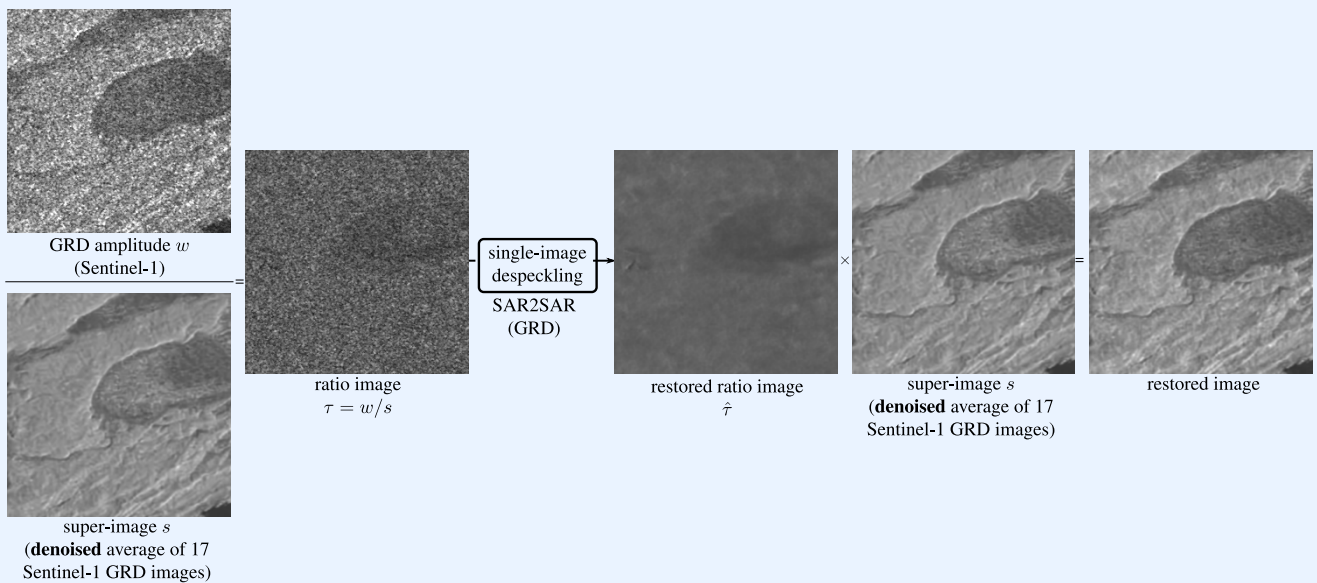 GRD amplitude w
(Sentinel-1)
super-image s
(denoised average of 17
Sentinel-1 GRD images)
=
ratio image
τ = w/s
single-image
despeckling
SAR2SAR
(GRD)
restored ratio image
τ̂
×
super-image s
(denoised average of 17
Sentinel-1 GRD images)
=
restored image